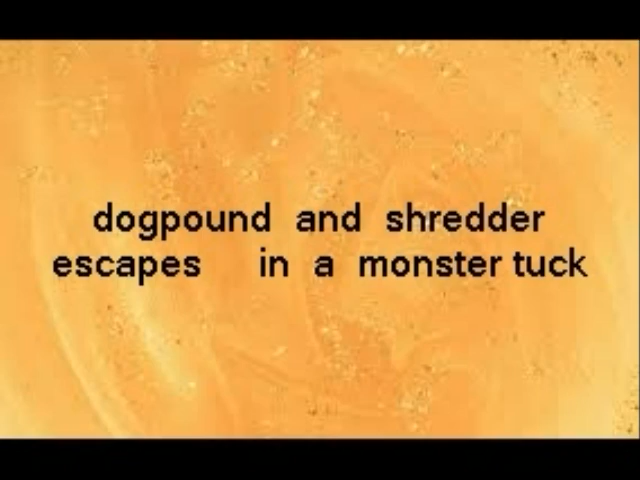 dogpound and shredder
escapes in a monster tuck